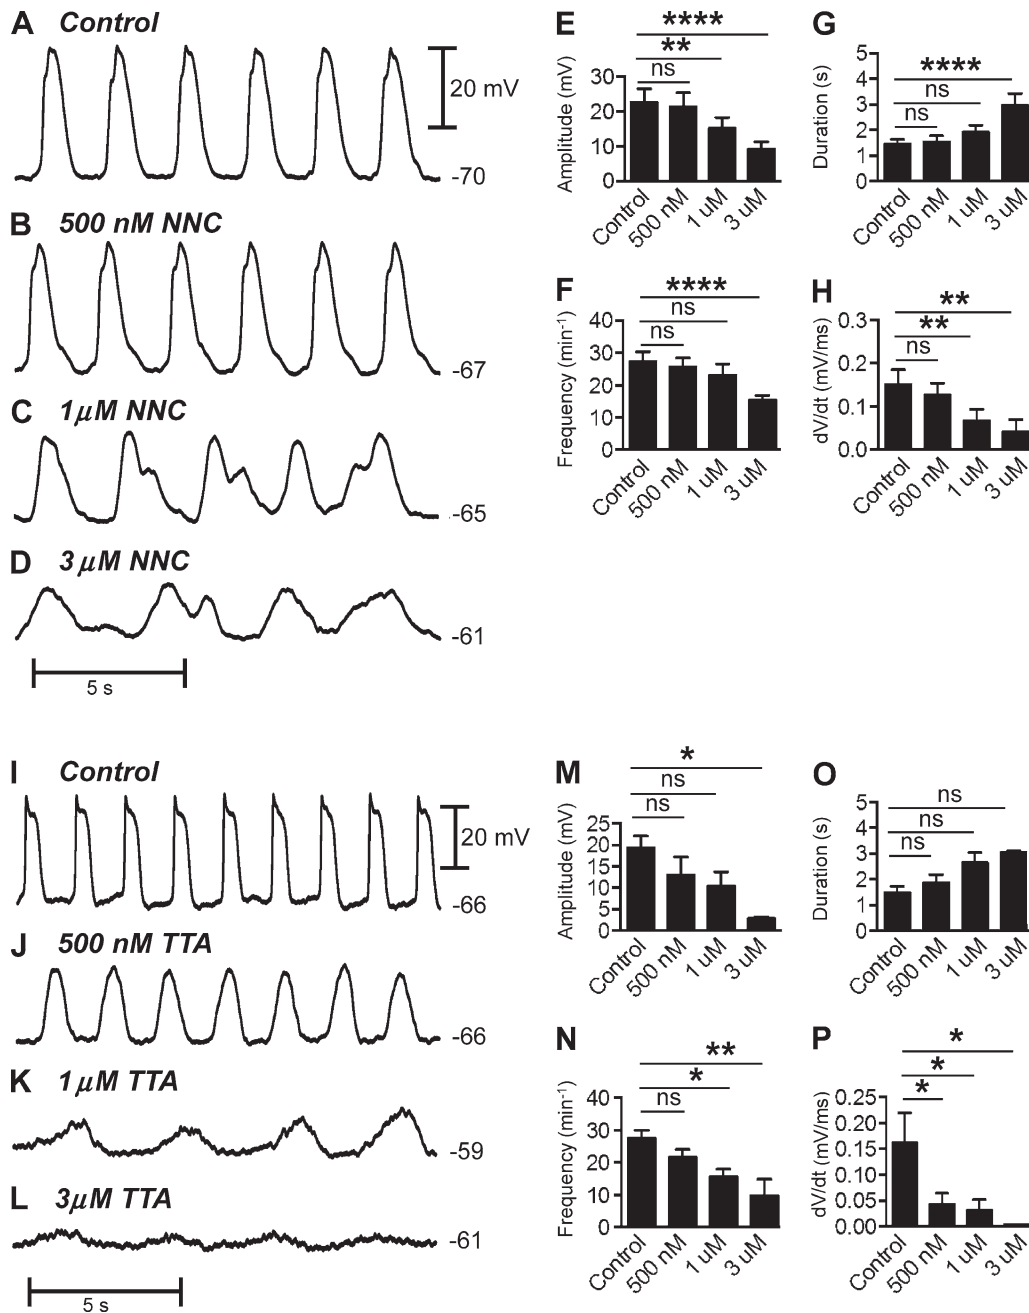 A Control
20 mV
-70
B 500 nM NNC
-67
C 1μM NNC
-65
D 3 μM NNC
-61
5 s
E
****
**
ns
Amplitude (mV)
30
20
10
0
Control
500 nM
1 uM
3 uM
G
****
ns
ns
Duration (s)
5
4
3
2
1
0
Control
500 nM
1 uM
3 uM
F
****
ns
ns
Frequency (min-1)
40
30
20
10
0
Control
500 nM
1 uM
3 uM
H
**
**
ns
dV/dt (mV/ms)
0.3
0.2
0.1
0.0
Control
500 nM
1 uM
3 uM
I Control
20 mV
-66
J 500 nM TTA
-66
K 1μM TTA
-59
L 3μM TTA
-61
5 s
M
*
ns
ns
Amplitude (mV)
25
20
15
10
5
0
Control
500 nM
1 uM
3 uM
O
ns
ns
ns
Duration (s)
5
4
3
2
1
0
Control
500 nM
1 uM
3 uM
N
**
*
ns
Frequency (min-1)
40
30
20
10
0
Control
500 nM
1 uM
3 uM
P
*
*
*
dV/dt (mV/ms)
0.25
0.20
0.15
0.10
0.05
0.00
Control
500 nM
1 uM
3 uM